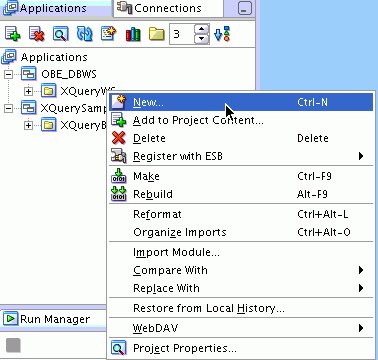 Applications Connections
3
Applications
OBE_DBWS
XQueryWS
XQuerySamp
XQueryB
New... Ctrl-N
Add to Project Content...
Delete Delete
Register with ESB
Make Ctrl-F9
Rebuild Alt-F9
Reformat Ctrl+Alt-L
Organize Imports Ctrl+Alt-O
Import Module...
Compare With
Replace With
Restore from Local History...
WebDAV
Project Properties...
Run Manager